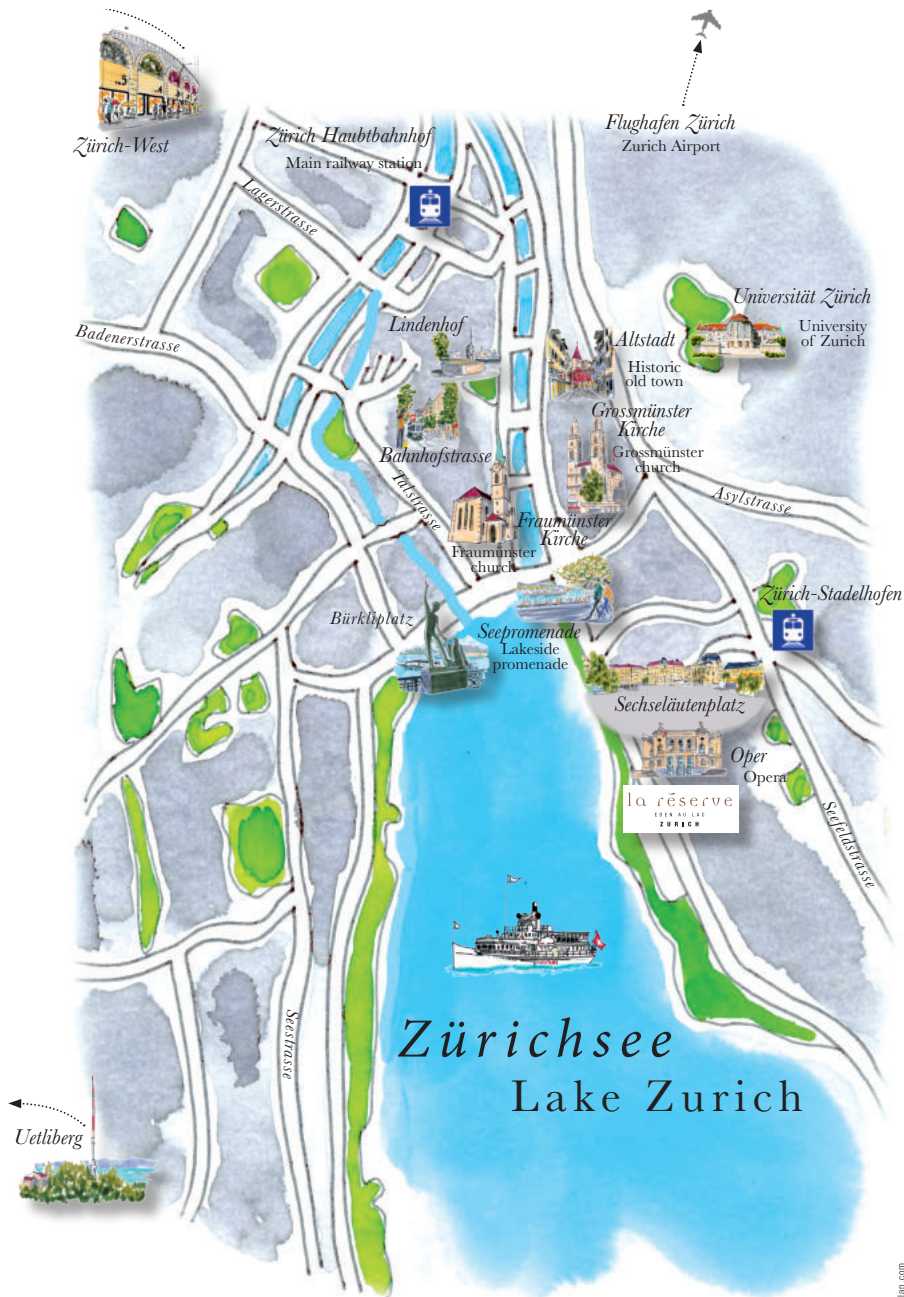 Zürich-West
Zürich Haubtbahnhof
Main railway station
Flughafen Zürich
Zurich Airport
Lagerstrasse
Badenerstrasse
Lindenhof
Altstadt
Historic
old town
Universität Zürich
University
of Zurich
Grossmünster
Kirche
Grossmünster
church
Bahnhofstrasse
Talstrasse
Asylstrasse
Fraumünster
Kirche
Fraumünster
church
Zürich-Stadelhofen
Bürkliplatz
Seepromenade
Lakeside
promenade
Sechseläutenplatz
Oper
Opera
la réserve
EDEN AU LAC
ZURICH
Seefeldstrasse
Seestrasse
Zürichsee
Lake Zurich
Uetliberg
lan.com